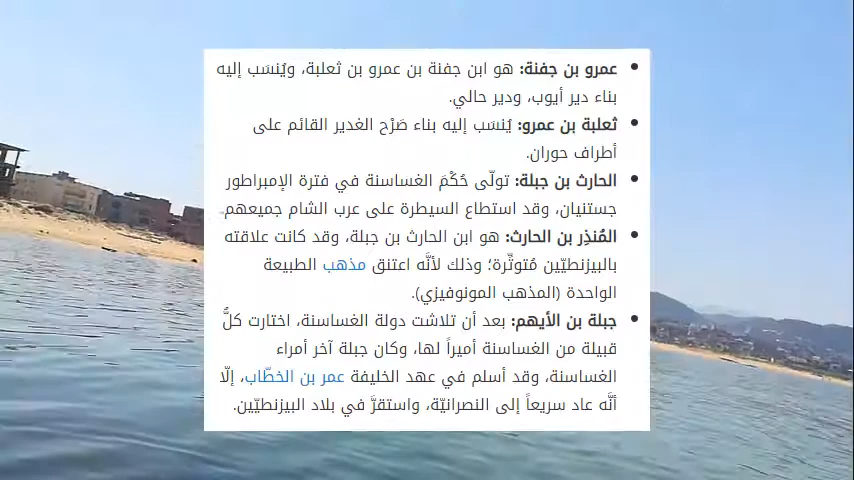 عمرو بن جفنة: هو ابن جفنة بن عمرو بن ثعلبة، ويُنسَب إليه
بناء دير أيوب، ودير حالي.
ثعلبة بن عمرو: يُنسَب إليه بناء صَرْح الغدير القائم على
أطراف حوران.
الحارث بن جبلة: تولّى حُكْمَ الغساسنة في فترة الإمبراطور
جستنيان، وقد استطاع السيطرة على عرب الشام جميعهم.
المُنذِر بن الحارث: هو ابن الحارث بن جبلة، وقد كانت علاقته
بالبيزنطيّين مُتوتِّرة؛ وذلك لأنَّه اعتنق مذهب الطبيعة
الواحدة (المذهب المونوفيزي).
جبلة بن الأيهم: بعد أن تلاشت دولة الغساسنة، اختارت كلُّ
قبيلة من الغساسنة أميراً لها، وكان جبلة آخر أمراء
الغساسنة، وقد أسلم في عهد الخليفة عمر بن الخطّاب، إلّا
أنَّه عاد سريعاً إلى النصرانيّة، واستقرَّ في بلاد البيزنطيّين.